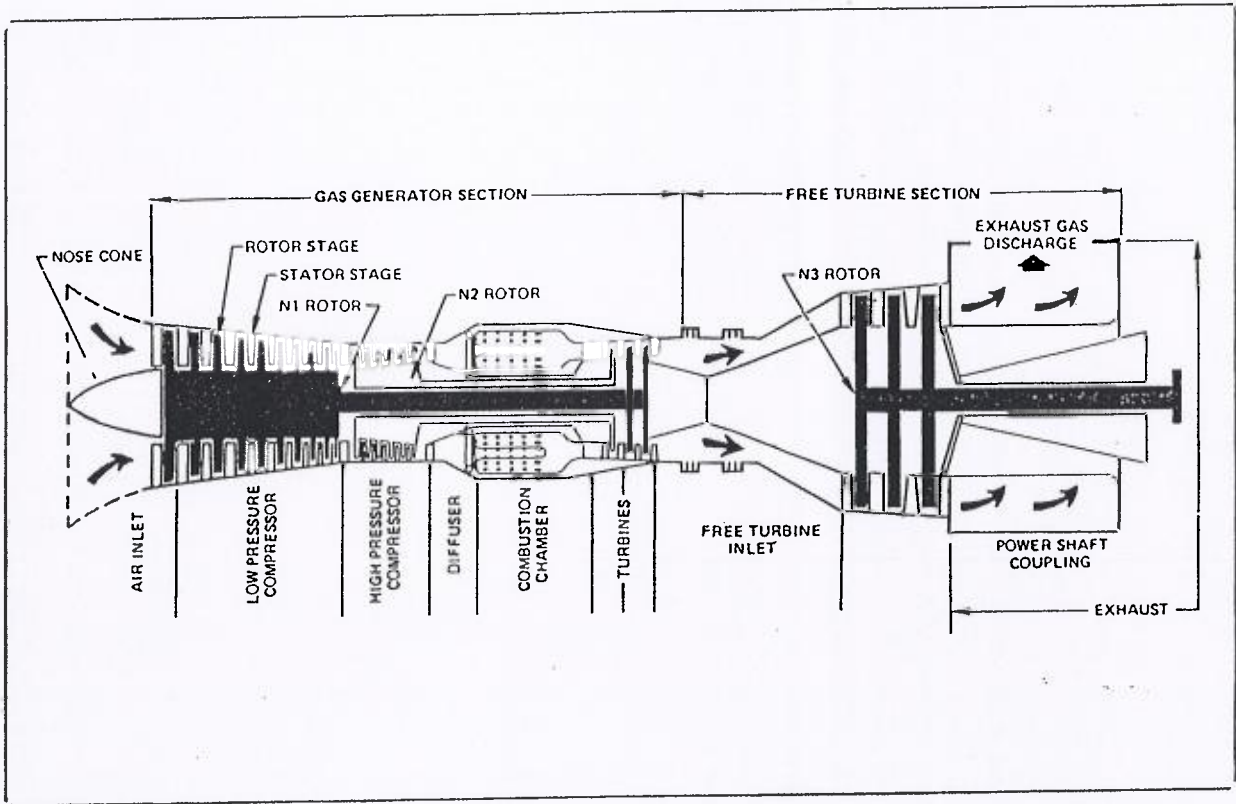 GAS GENERATOR SECTION
FREE TURBINE SECTION
NOSE CONE
ROTOR STAGE
STATOR STAGE
N1 ROTOR
N2 ROTOR
N3 ROTOR
EXHAUST GAS
DISCHARGE
AIR INLET
LOW PRESSURE
COMPRESSOR
HIGH PRESSURE
COMPRESSOR
DIFFUSER
COMBUSTION
CHAMBER
TURBINES
FREE TURBINE
INLET
POWER SHAFT
COUPLING
EXHAUST